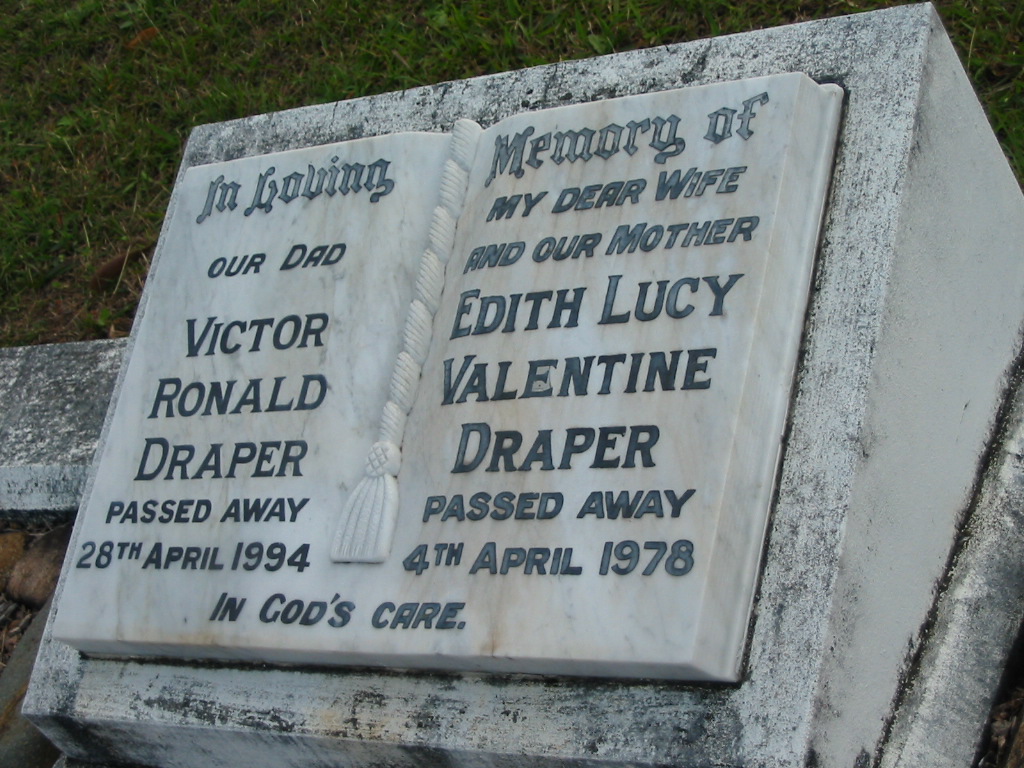 In Loving Memory of
OUR DAD
VICTOR
RONALD
DRAPER
PASSED AWAY
28TH APRIL 1994
MY DEAR WIFE
AND OUR MOTHER
EDITH LUCY
VALENTINE
DRAPER
PASSED AWAY
4TH APRIL 1978
IN GOD'S CARE.